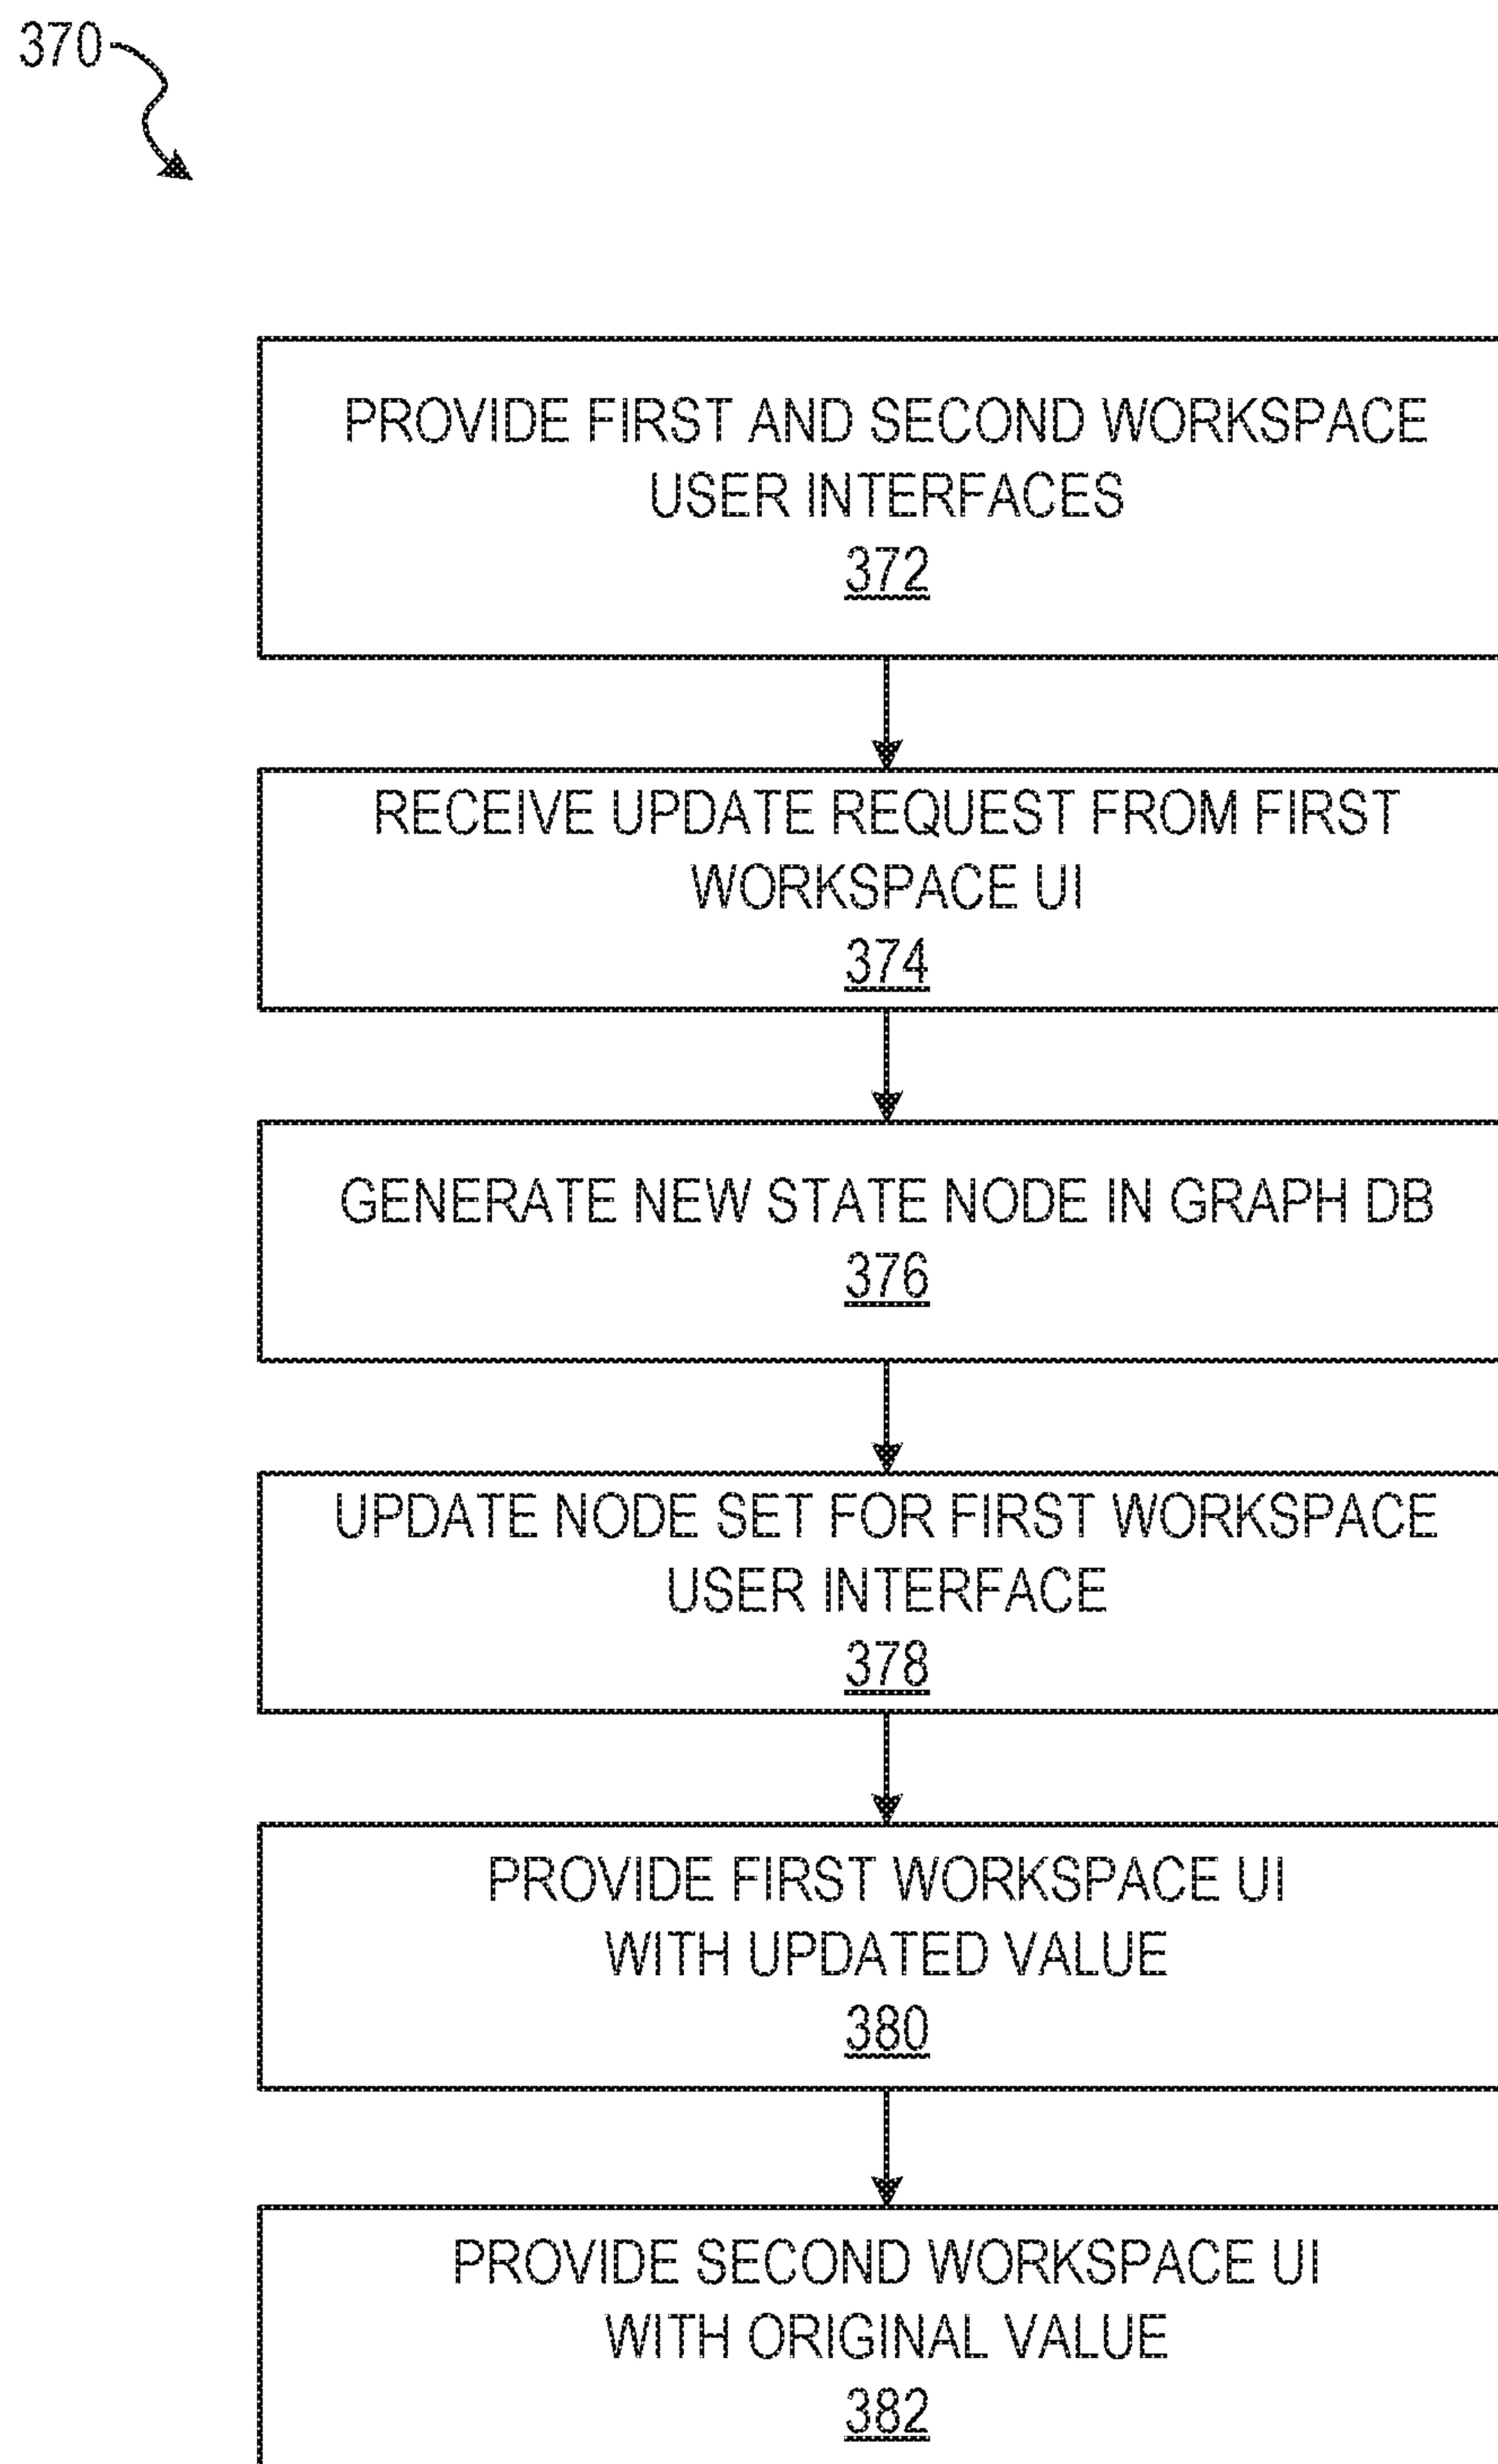 370
PROVIDE FIRST AND SECOND WORKSPACE
USER INTERFACES
372
RECEIVE UPDATE REQUEST FROM FIRST
WORKSPACE UI
374
GENERATE NEW STATE NODE IN GRAPH DB
376
UPDATE NODE SET FOR FIRST WORKSPACE
USER INTERFACE
378
PROVIDE FIRST WORKSPACE UI
WITH UPDATED VALUE
380
PROVIDE SECOND WORKSPACE UI
WITH ORIGINAL VALUE
382